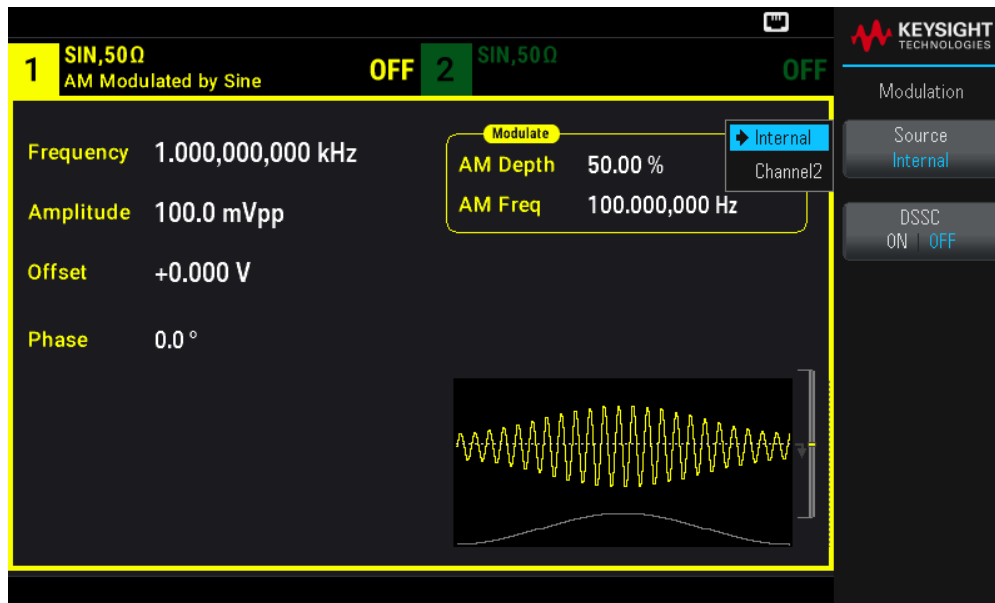 KEYSIGHT
TECHNOLOGIES
1
SIN,50Ω
AM Modulated by Sine
OFF
2
SIN,50Ω
OFF
Modulation
Frequency 1.000,000,000 kHz
Amplitude 100.0 mVpp
Offset +0.000 V
Phase 0.0 °
Modulate
AM Depth 50.00 %
AM Freq 100.000,000 Hz
Internal
Channel2
Source
Internal
DSSC
ON | OFF